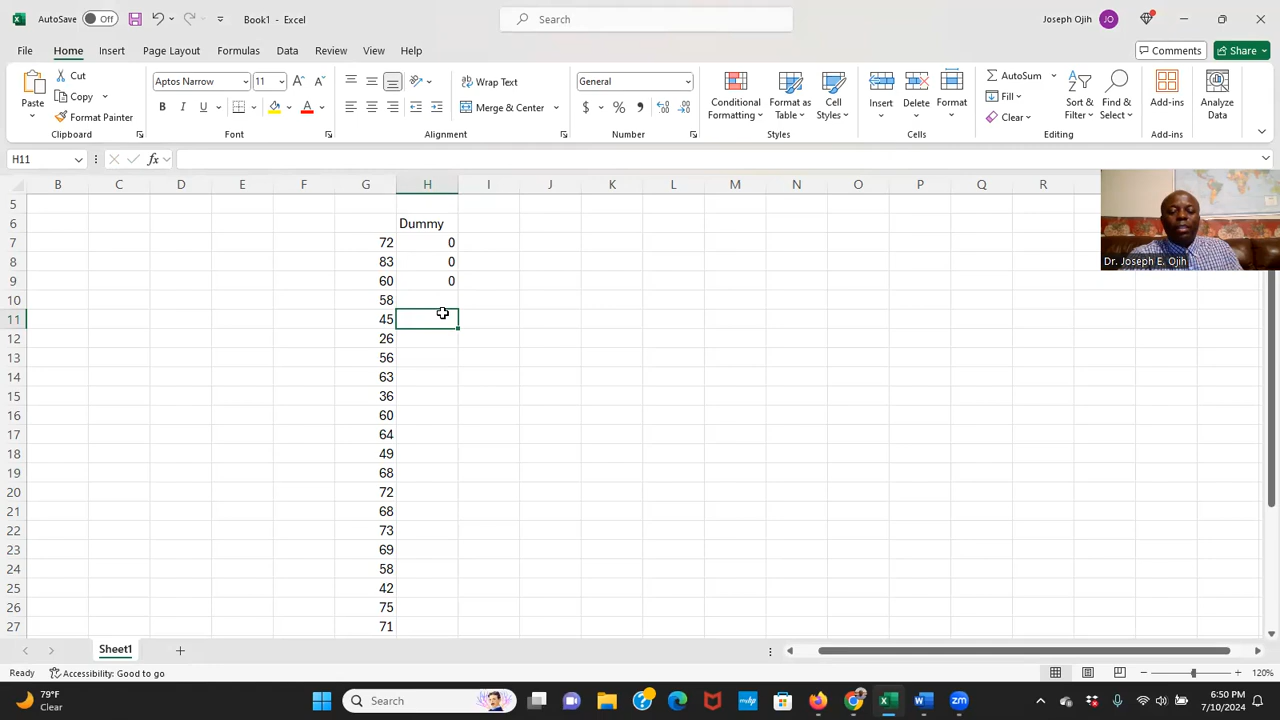 AutoSave Off Book1 - Excel Search Joseph Ojih JO
File Home Insert Page Layout Formulas Data Review View Help Comments Share
Paste Cut Copy Format Painter Clipboard
Aptos Narrow 11 A A B I U A Font
Wrap Text Merge & Center Alignment
General $ % Number
Conditional Formatting Format as Table Cell Styles Styles
Insert Delete Format Cells
AutoSum Fill Clear Sort & Filter Find & Select Editing
Add-ins Add-ins
Analyze Data
H11 fx
B C D E F G H I J K L M N O P Q R
5
6 Dummy
7 72 0
8 83 0
9 60 0
10 58
11 45
12 26
13 56
14 63
15 36
16 60
17 64
18 49
19 68
20 72
21 68
22 73
23 69
24 58
25 42
26 75
27 71
Dr. Joseph E. Ojih
Sheet1
Ready Accessibility: Good to go 120%
79°F Clear Search mdp zm 6:50 PM 7/10/2024